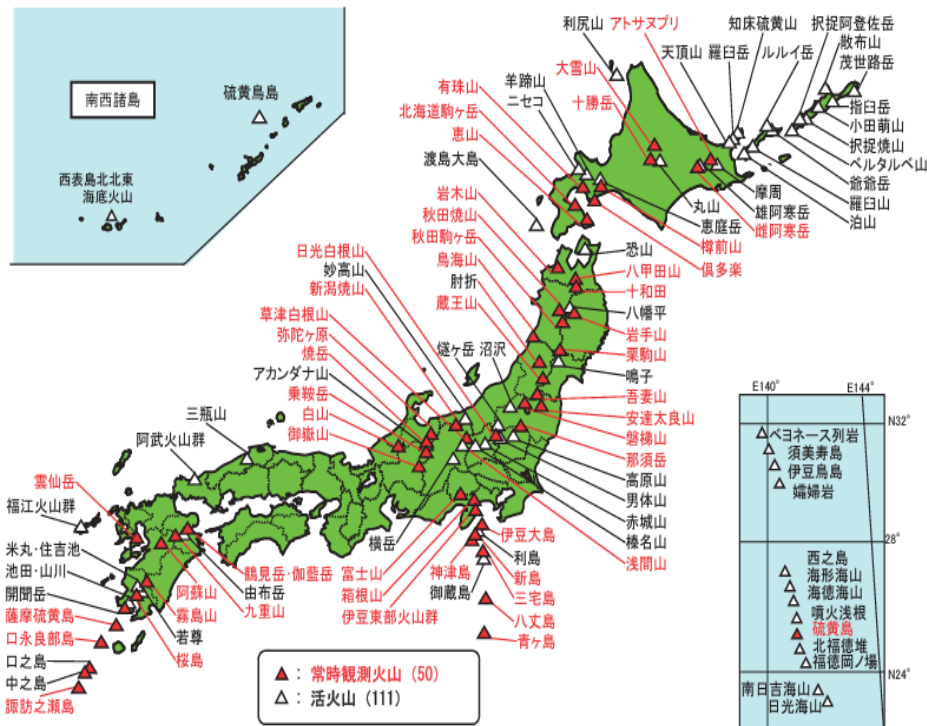 南西諸島
硫黄鳥島
西表島北北東
海底火山
利尻山
アトサヌプリ
知床硫黄山
択捉阿登佐岳
散布山
茂世路岳
天頂山
羅臼岳
ルルイ岳
大雪山
十勝岳
羊蹄山
ニセコ
有珠山
北海道駒ヶ岳
恵山
渡島大島
指臼岳
小田萌山
択捉焼山
ベルタルベ山
爺爺岳
羅臼山
泊山
摩周
雄阿寒岳
雌阿寒岳
丸山
恵庭岳
樽前山
倶多楽
岩木山
秋田焼山
秋田駒ヶ岳
鳥海山
肘折
蔵王山
恐山
八甲田山
十和田
八幡平
岩手山
栗駒山
鳴子
吾妻山
安達太良山
磐梯山
那須岳
高原山
男体山
赤城山
榛名山
浅間山
日光白根山
妙高山
新潟焼山
草津白根山
弥陀ヶ原
焼岳
アカンダナ山
乗鞍岳
白山
御嶽山
燧ヶ岳
沼沢
三瓶山
阿武火山群
雲仙岳
福江火山群
米丸・住吉池
池田・山川
開聞岳
薩摩硫黄島
口永良部島
口之島
中之島
諏訪之瀬島
鶴見岳・伽藍岳
由布岳
九重山
阿蘇山
霧島山
若尊
桜島
横岳
富士山
箱根山
伊豆東部火山群
伊豆大島
利島
新島
神津島
三宅島
御蔵島
八丈島
青ヶ島
▲：常時観測火山（50）
△：活火山（111）
E140°
E144°
N32°
28°
N24°
ベヨネース列岩
須美寿島
伊豆鳥島
孀婦岩
西之島
海形海山
海徳海山
噴火浅根
硫黄島
北福徳堆
福徳岡ノ場
南日吉海山
日光海山